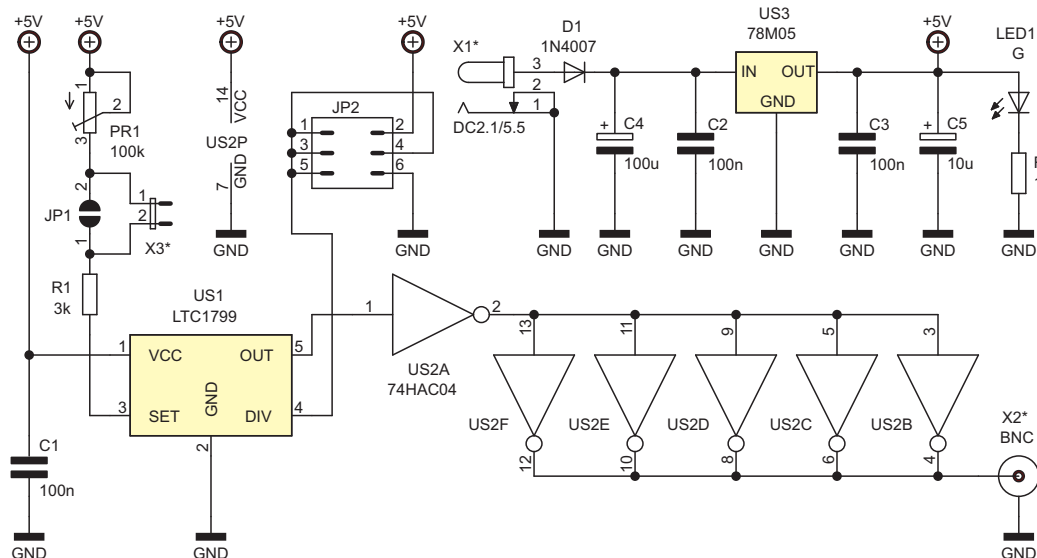 +5V
+5V
+5V
+5V
+5V
1
2
3
PR1
100k
2
JP1
1
1
2
X3*
R1
3k
14
VCC
US2P
7
GND
GND
JP2
1
3
5
2
4
6
GND
X1*
3
2
1
DC2.1/5.5
D1
1N4007
GND
+
C4
100u
GND
C2
100n
GND
US3
78M05
IN
OUT
GND
GND
C3
100n
GND
+
C5
10u
GND
LED1
G
GND
US1
LTC1799
1
VCC
OUT
5
3
SET
GND
DIV
4
2
GND
C1
100n
GND
1
2
US2A
74HAC04
13
US2F
12
11
US2E
10
9
US2D
8
5
US2C
6
3
US2B
4
X2*
BNC
GND